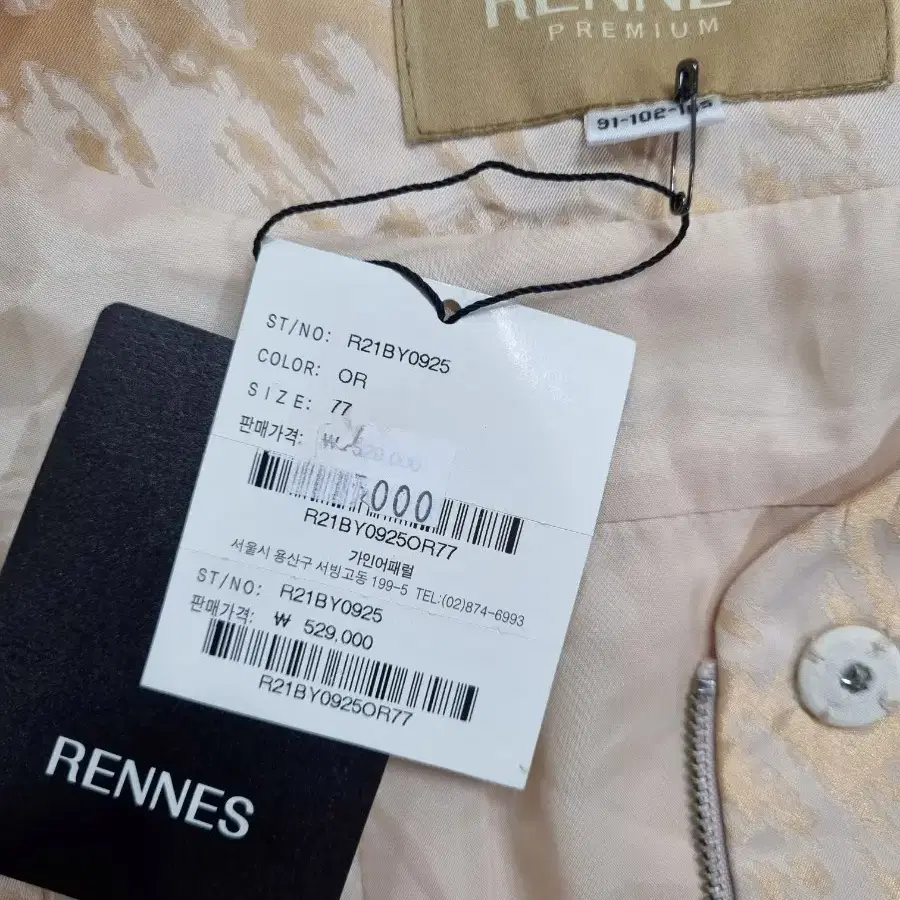 RENNES
PREMIUM
91-102-165
ST/NO: R21BY0925
COLOR: OR
SIZE: 77
판매가격: ₩ 529,000
000
R21BY0925OR77
가인어패럴
서울시 용산구 서빙고동 199-5 TEL:(02)874-6993
ST/NO: R21BY0925
판매가격: ₩ 529,000
R21BY0925OR77
RENNES